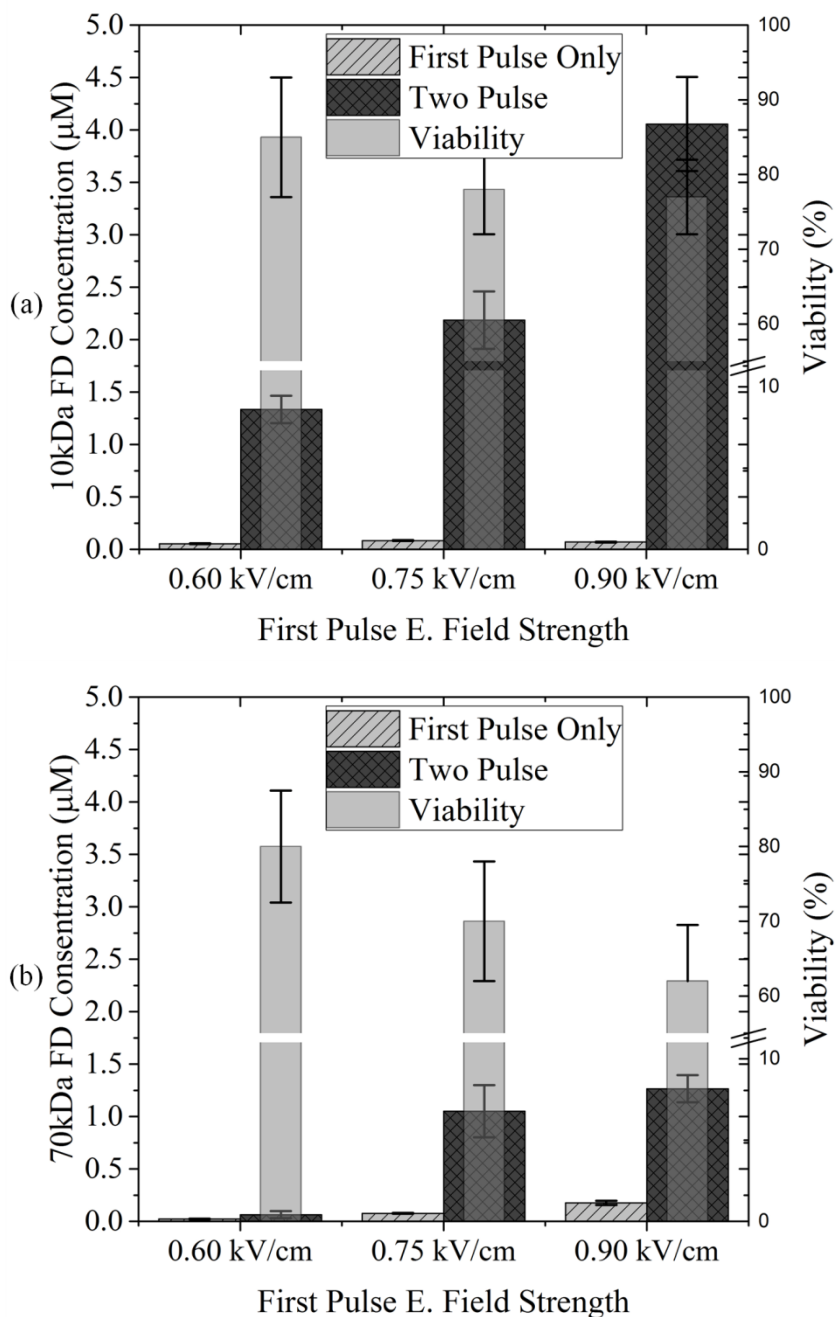 5.0
4.5
4.0
3.5
3.0
2.5
2.0
1.5
1.0
0.5
0.0
10kDa FD Concentration (μM)
(a)
First Pulse Only
Two Pulse
Viability
100
90
80
70
60
10
0
Viability (%)
0.60 kV/cm 0.75 kV/cm 0.90 kV/cm
First Pulse E. Field Strength
5.0
4.5
4.0
3.5
3.0
2.5
2.0
1.5
1.0
0.5
0.0
70kDa FD Consentration (μM)
(b)
First Pulse Only
Two Pulse
Viability
100
90
80
70
60
10
0
Viability (%)
0.60 kV/cm 0.75 kV/cm 0.90 kV/cm
First Pulse E. Field Strength